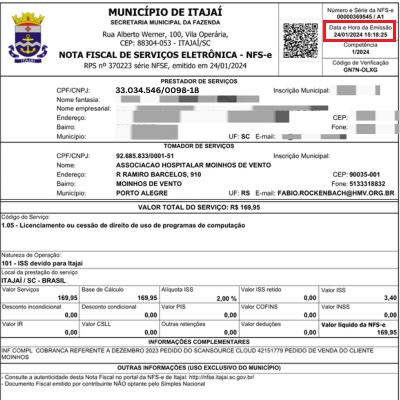 MUNICÍPIO DE ITAJAÍ
SECRETARIA MUNICIPAL DA FAZENDA
Rua Alberto Werner, 100, Vila Operária,
CEP: 88304-053 - ITAJAÍ/SC
NOTA FISCAL DE SERVIÇOS ELETRÔNICA - NFS-e
RPS nº 370223 série NFSE, emitido em 24/01/2024
Número e Série da NFS-e
00000369545 / A1
Data e Hora da Emissão
24/01/2024 15:18:25
Competência
1/2024
Código de Verificação
GN7N-OLXG
PRESTADOR DE SERVIÇOS
CPF/CNPJ: 33.034.546/0098-18 Inscrição Municipal:
Nome fantasia:
Nome empresarial:
Endereço: CEP:
Bairro: Fone:
Município: UF: SC E-mail:
TOMADOR DE SERVIÇOS
CPF/CNPJ: 92.685.833/0001-51 Inscrição Municipal:
Nome: ASSOCIACAO HOSPITALAR MOINHOS DE VENTO
Endereço: R RAMIRO BARCELOS, 910 CEP: 90035-001
Bairro: MOINHOS DE VENTO Fone: 5133318832
Município: PORTO ALEGRE UF: RS E-mail: FABIO.ROCKENBACH@HMV.ORG.BR
VALOR TOTAL DO SERVIÇO: R$ 169,95
Código do Serviço:
1.05 - Licenciamento ou cessão de direito de uso de programas de computação
Natureza de Operação:
101 - ISS devido para Itajaí
Local da prestação do serviço
ITAJAÍ / SC - BRASIL
Valor Serviços Base de Cálculo Alíquota ISS Valor ISS retido Valor ISS
169,95 169,95 2,00 % 0,00 3,40
Desconto incondicional Desconto condicional Valor PIS Valor COFINS Valor INSS
0,00 0,00 0,00 0,00 0,00
Valor IR Valor CSLL Outras retenções Valor deduções Valor líquido da NFS-e
0,00 0,00 0,00 0,00 169,95
INFORMAÇÕES COMPLEMENTARES
INF COMPL COBRANCA REFERENTE A DEZEMBRO 2023 PEDIDO DO SCANSOURCE CLOUD 42151779 PEDIDO DE VENDA DO CLIENTE
MOINHOS
OUTRAS INFORMAÇÕES (USO EXCLUSIVO DO MUNICÍPIO)
- Consulte a autenticidade desta Nota Fiscal no portal da NFS-e de Itajaí: http://nfse.itajai.sc.gov.br/
- Documento Fiscal emitido por contribuinte NÃO optante pelo Simples Nacional